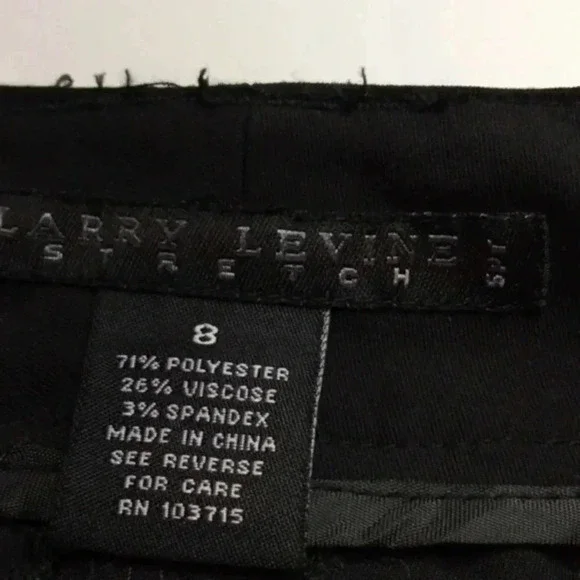 LARRY LEVINE
STRETCH
8
71% POLYESTER
26% VISCOSE
3% SPANDEX
MADE IN CHINA
SEE REVERSE
FOR CARE
RN 103715